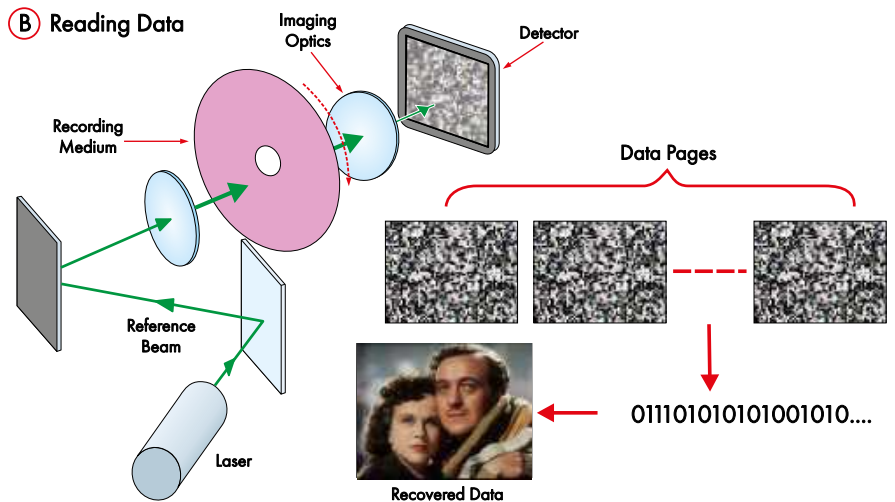 B Reading Data
Imaging
Optics
Detector
Recording
Medium
Data Pages
Reference
Beam
Laser
011101010101001010....
Recovered Data